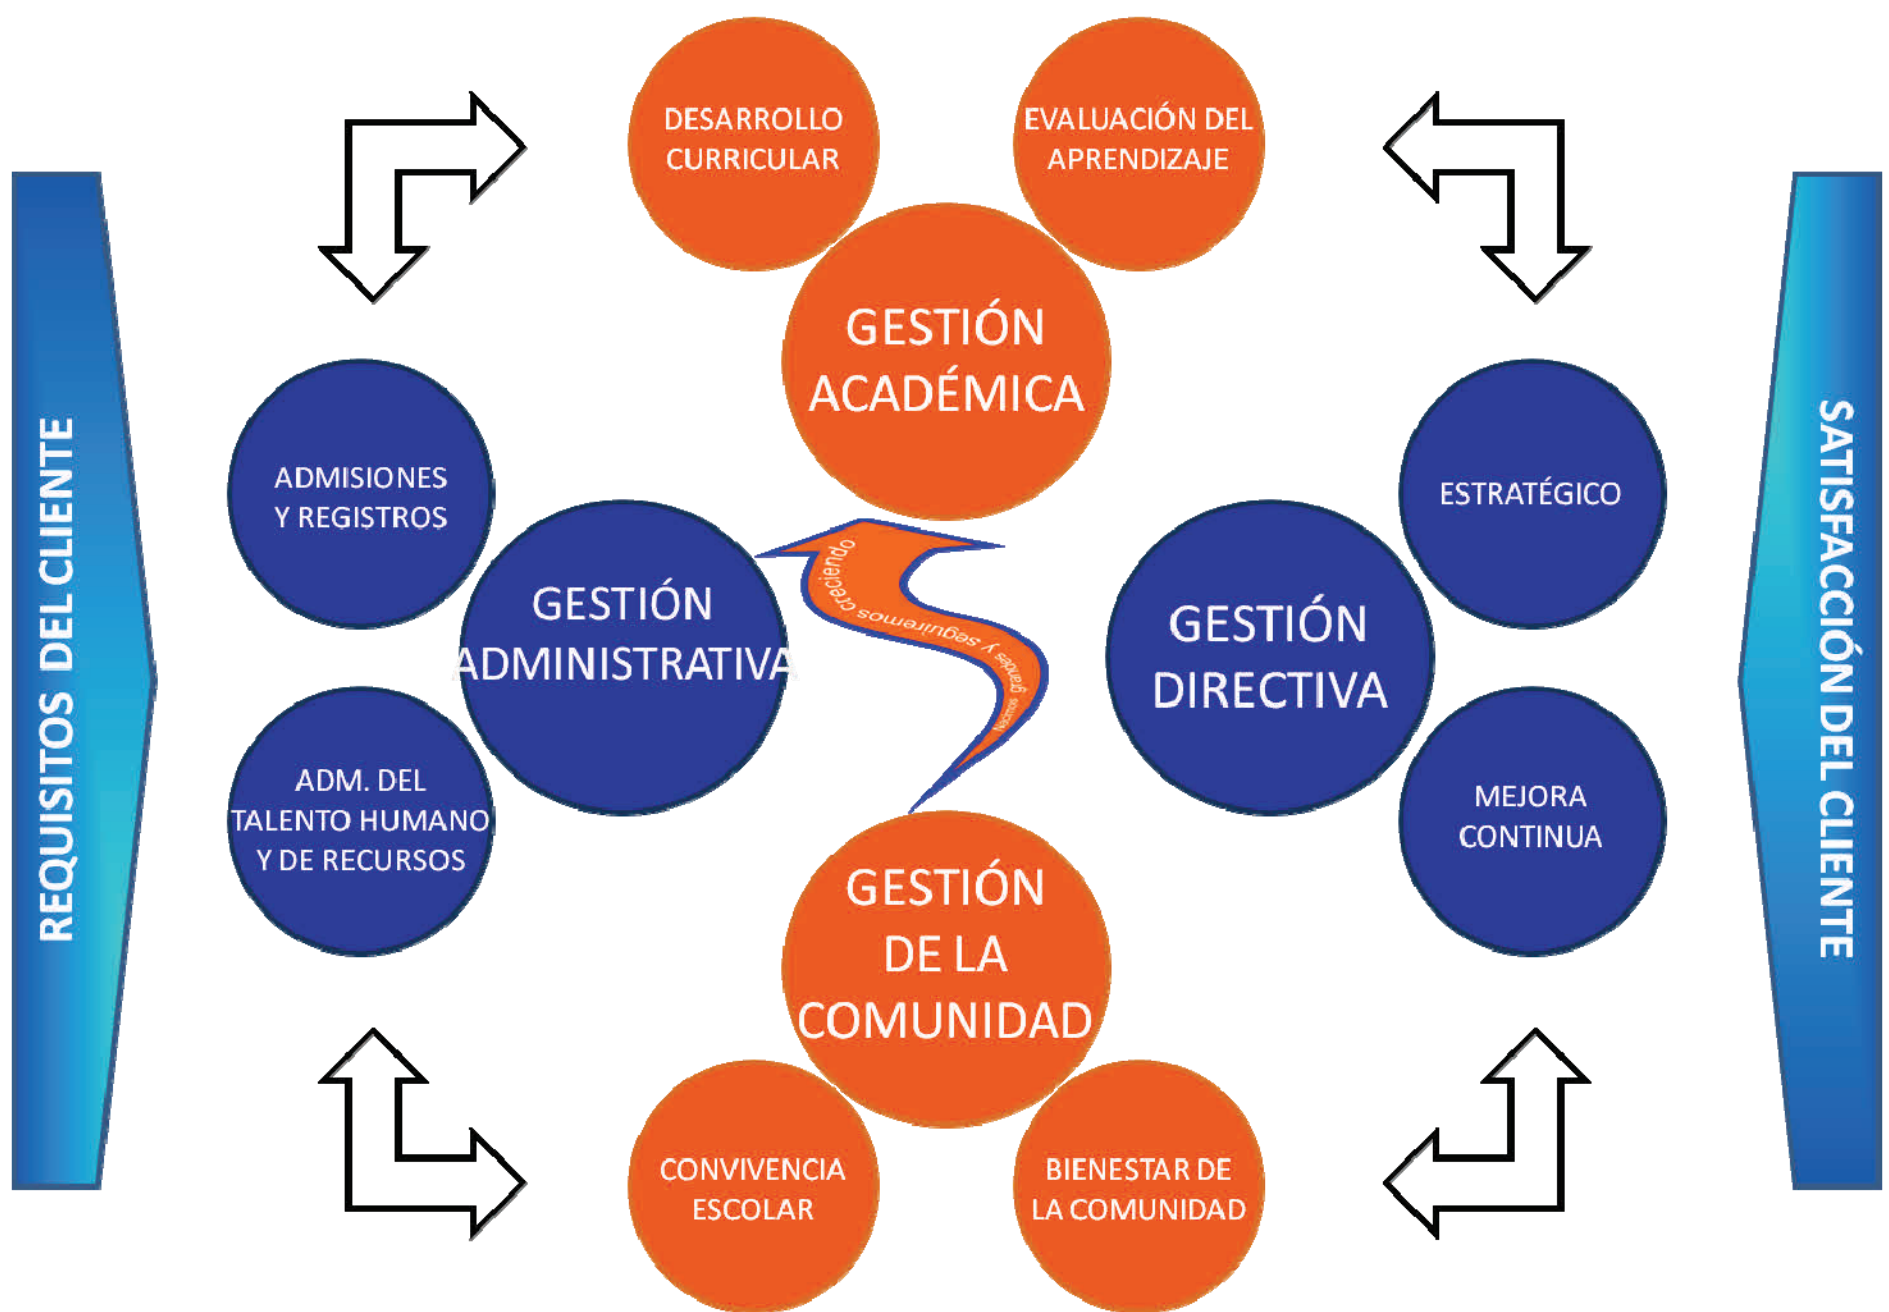 REQUISITOS DEL CLIENTE
DESARROLLO
CURRICULAR
EVALUACIÓN DEL
APRENDIZAJE
GESTIÓN
ACADÉMICA
ADMISIONES
Y REGISTROS
GESTIÓN
ADMINISTRATIVA
ADM. DEL
TALENTO HUMANO
Y DE RECURSOS
Nacemos grandes y seguiremos creciendo.
GESTIÓN
DIRECTIVA
ESTRATÉGICO
MEJORA
CONTINUA
GESTIÓN
DE LA
COMUNIDAD
CONVIVENCIA
ESCOLAR
BIENESTAR DE
LA COMUNIDAD
SATISFACCIÓN DEL CLIENTE